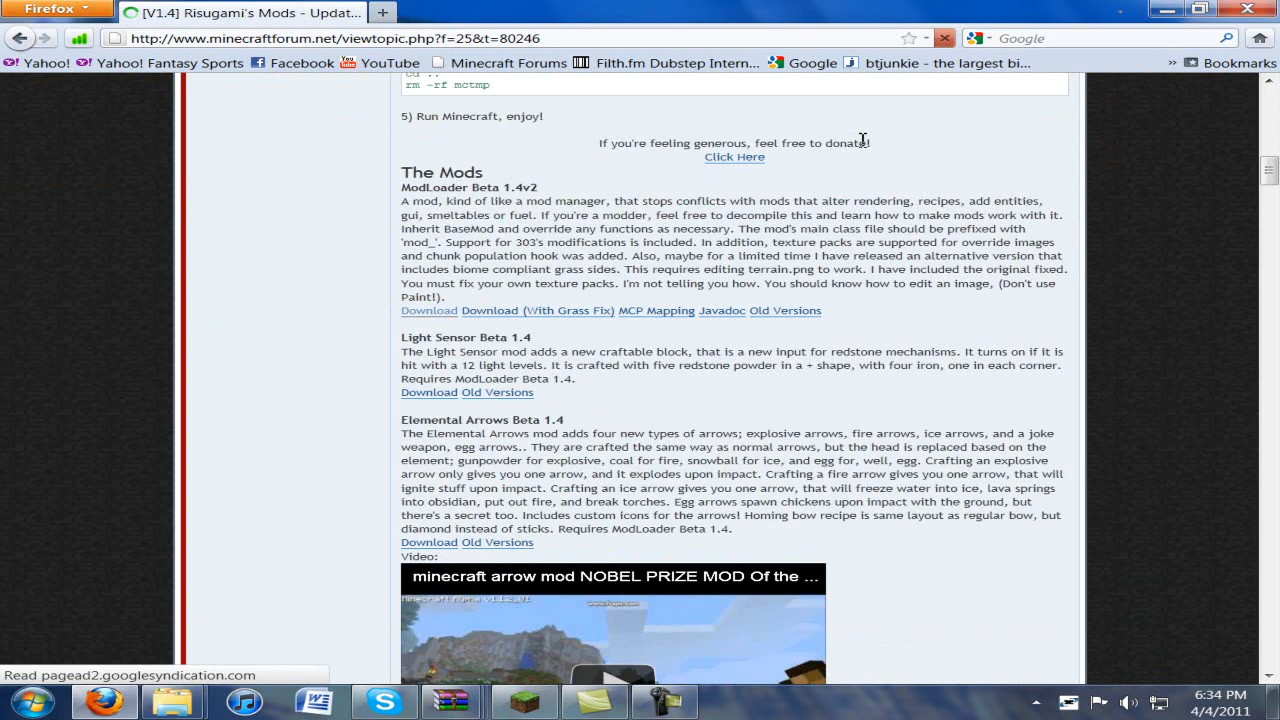 Firefox
[V1.4] Risugami's Mods - Updat...
http://www.minecraftforum.net/viewtopic.php?f=25&t=80246
Google
Yahoo! Yahoo! Fantasy Sports Facebook YouTube Minecraft Forums Filth.fm Dubstep Intern... Google btjunkie - the largest bi... » Bookmarks
cd ..
rm -rf mctmp
5) Run Minecraft, enjoy!
If you're feeling generous, feel free to donate!
Click Here
The Mods
ModLoader Beta 1.4v2
A mod, kind of like a mod manager, that stops conflicts with mods that alter rendering, recipes, add entities,
gui, smeltables or fuel. If you're a modder, feel free to decompile this and learn how to make mods work with it.
Inherit BaseMod and override any functions as necessary. The mod's main class file should be prefixed with
'mod_'. Support for 303's modifications is included. In addition, texture packs are supported for override images
and chunk population hook was added. Also, maybe for a limited time I have released an alternative version that
includes biome compliant grass sides. This requires editing terrain.png to work. I have included the original fixed.
You must fix your own texture packs. I'm not telling you how. You should know how to edit an image, (Don't use
Paint!).
Download Download (With Grass Fix) MCP Mapping Javadoc Old Versions
Light Sensor Beta 1.4
The Light Sensor mod adds a new craftable block, that is a new input for redstone mechanisms. It turns on if it is
hit with a 12 light levels. It is crafted with five redstone powder in a + shape, with four iron, one in each corner.
Requires ModLoader Beta 1.4.
Download Old Versions
Elemental Arrows Beta 1.4
The Elemental Arrows mod adds four new types of arrows; explosive arrows, fire arrows, ice arrows, and a joke
weapon, egg arrows.. They are crafted the same way as normal arrows, but the head is replaced based on the
element; gunpowder for explosive, coal for fire, snowball for ice, and egg for, well, egg. Crafting an explosive
arrow only gives you one arrow, and it explodes upon impact. Crafting a fire arrow gives you one arrow, that will
ignite stuff upon impact. Crafting an ice arrow gives you one arrow, that will freeze water into ice, lava springs
into obsidian, put out fire, and break torches. Egg arrows spawn chickens upon impact with the ground, but
there's a secret too. Includes custom icons for the arrows! Homing bow recipe is same layout as regular bow, but
diamond instead of sticks. Requires ModLoader Beta 1.4.
Download Old Versions
Video:
minecraft arrow mod NOBEL PRIZE MOD Of the ...
Minecraft Alpha v1.1.2_01
www.fraps.com
Read pagead2.googlesyndication.com
6:34 PM
4/4/2011